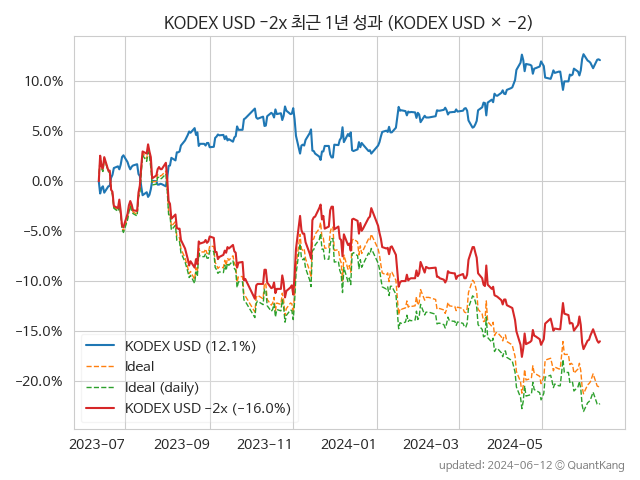 KODEX USD −2x 최근 1년 성과 (KODEX USD × −2)
10.0%
5.0%
0.0%
−5.0%
−10.0%
−15.0%
−20.0%
KODEX USD (12.1%)
Ideal
Ideal (daily)
KODEX USD −2x (−16.0%)
2023−07 2023−09 2023−11 2024−01 2024−03 2024−05
updated: 2024−06−12 © QuantKang